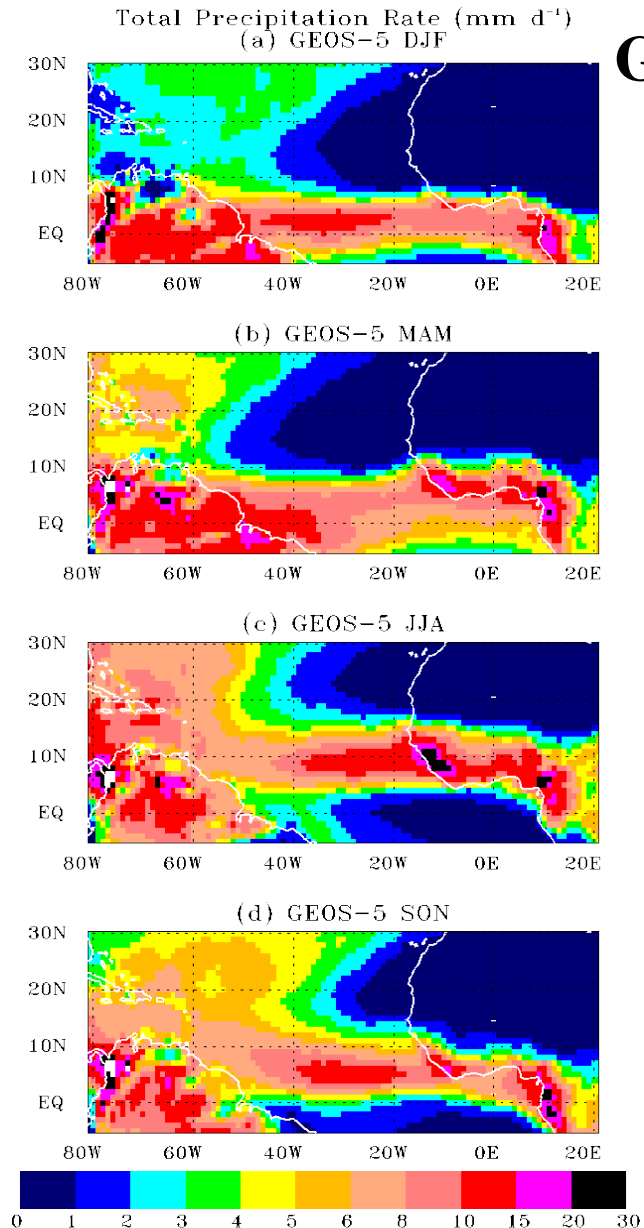 Total Precipitation Rate (mm d⁻¹)
(a) GEOS-5 DJF
G
30N
20N
10N
EQ
80W 60W 40W 20W 0E 20E
(b) GEOS-5 MAM
30N
20N
10N
EQ
80W 60W 40W 20W 0E 20E
(c) GEOS-5 JJA
30N
20N
10N
EQ
80W 60W 40W 20W 0E 20E
(d) GEOS-5 SON
30N
20N
10N
EQ
80W 60W 40W 20W 0E 20E
0 1 2 3 4 5 6 8 10 15 20 30